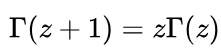 Γ(z + 1) = zΓ(z)